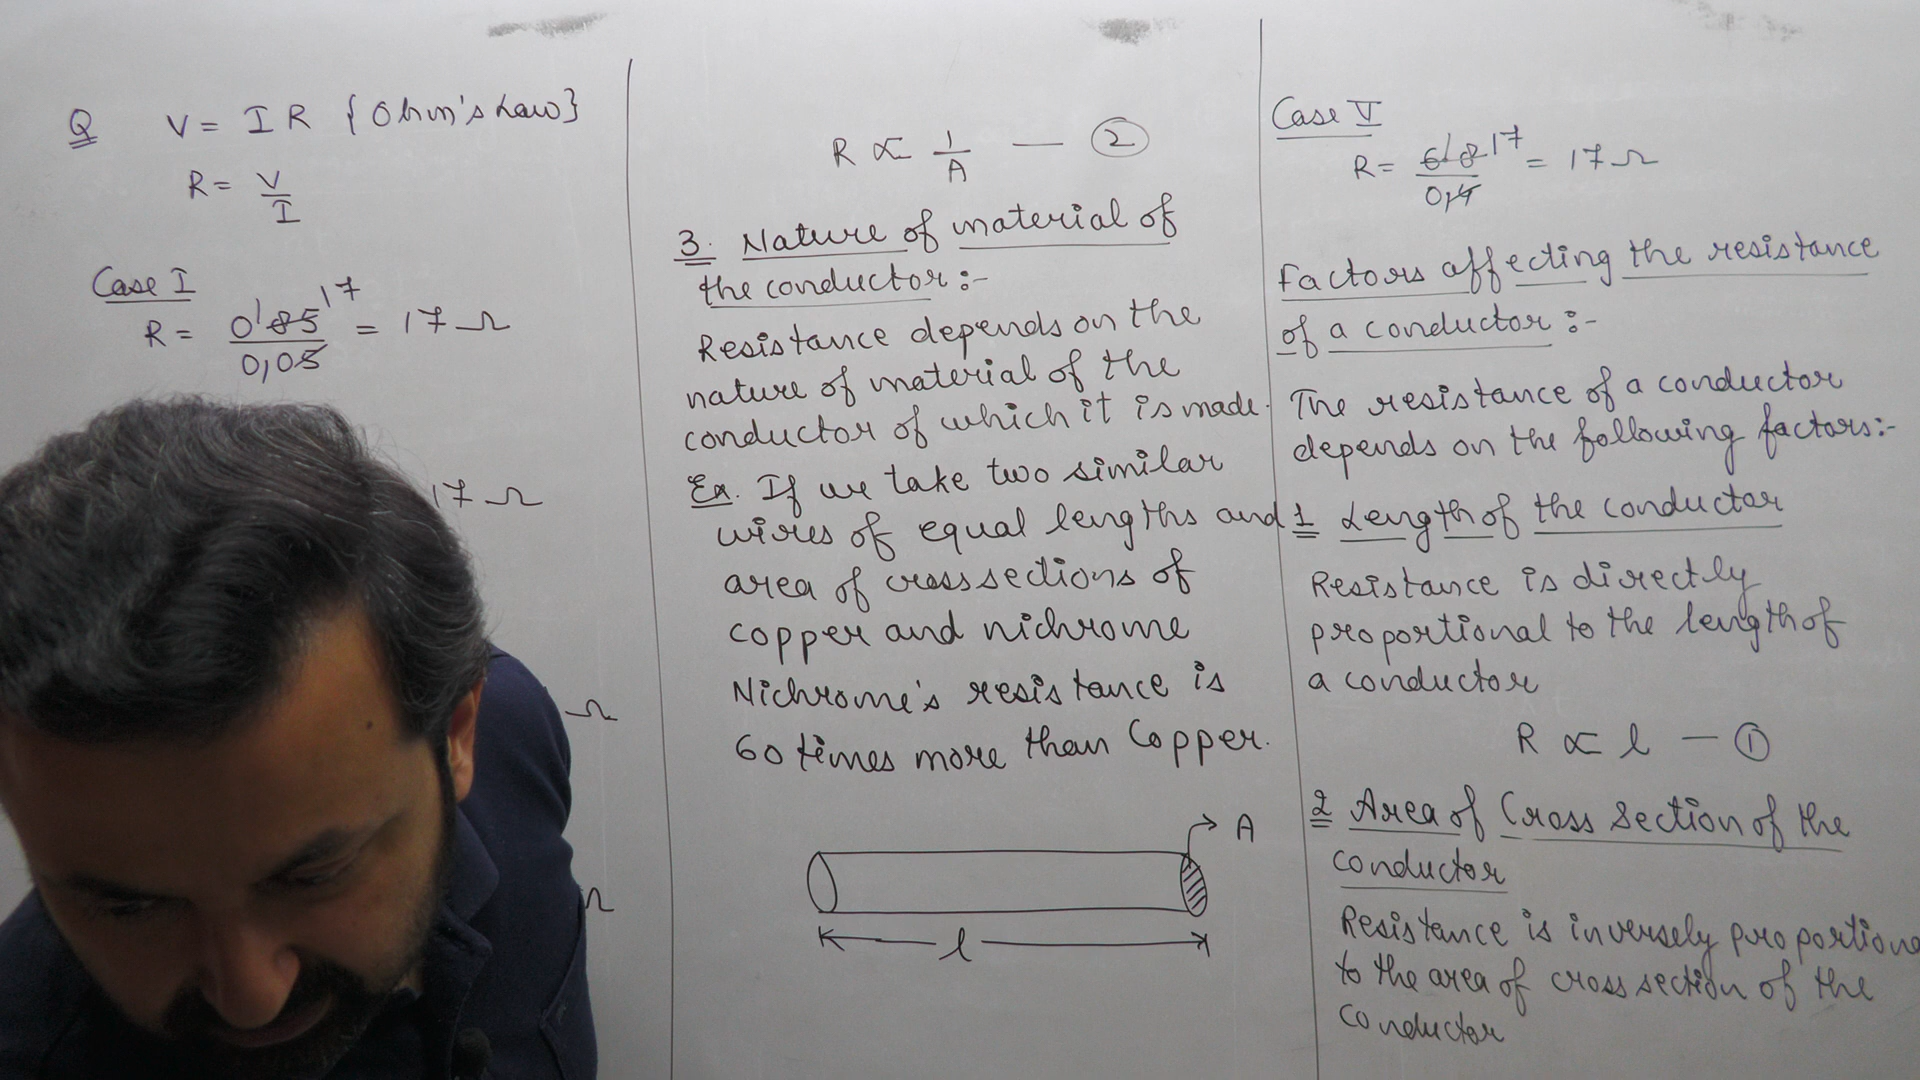 Q V = IR {Ohm's Law}
R = V/I
Case I
R = 0.85/0.05 17 = 17 Ω
17 Ω
Ω
Ω
R ∝ 1/A — ②
3. Nature of material of
the conductor :-
Resistance depends on the
nature of material of the
conductor of which it is made.
Ex. If we take two similar
wires of equal lengths and
area of cross sections of
copper and nichrome
Nichrome's resistance is
60 times more than Copper.
A
l
Case V
R = 6.8/0.4 17 = 17 Ω
Factors affecting the resistance
of a conductor :-
The resistance of a conductor
depends on the following factors:-
1 Length of the conductor
Resistance is directly
proportional to the length of
a conductor
R ∝ l — ①
2 Area of Cross Section of the
conductor
Resistance is inversely proportiona
to the area of cross section of the
conductor